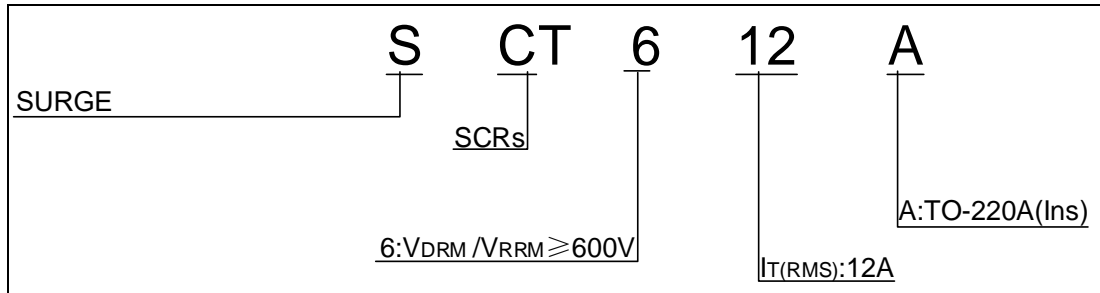 S CT 6 12 A
SURGE
SCRs
A:TO-220A(Ins)
6:VDRM /VRRM≥600V
IT(RMS):12A